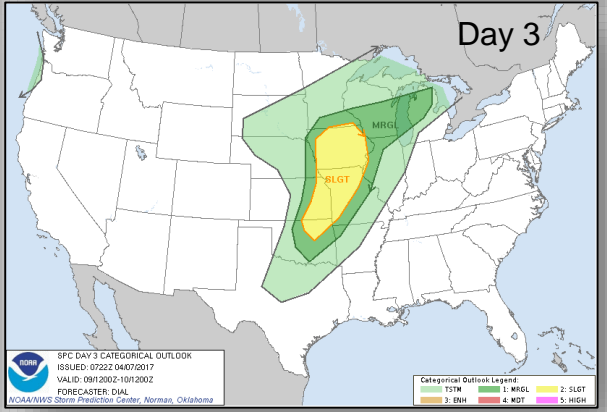 Day 3
MRGL
SLGT
NOAA
SPC DAY 3 CATEGORICAL OUTLOOK
ISSUED: 0722Z 04/07/2017
VALID: 09/1200Z-10/1200Z
FORECASTER: DIAL
NOAA/NWS Storm Prediction Center, Norman, Oklahoma
Categorical Outlook Legend:
TSTM 1: MRGL 2: SLGT
3: ENH 4: MDT 5: HIGH